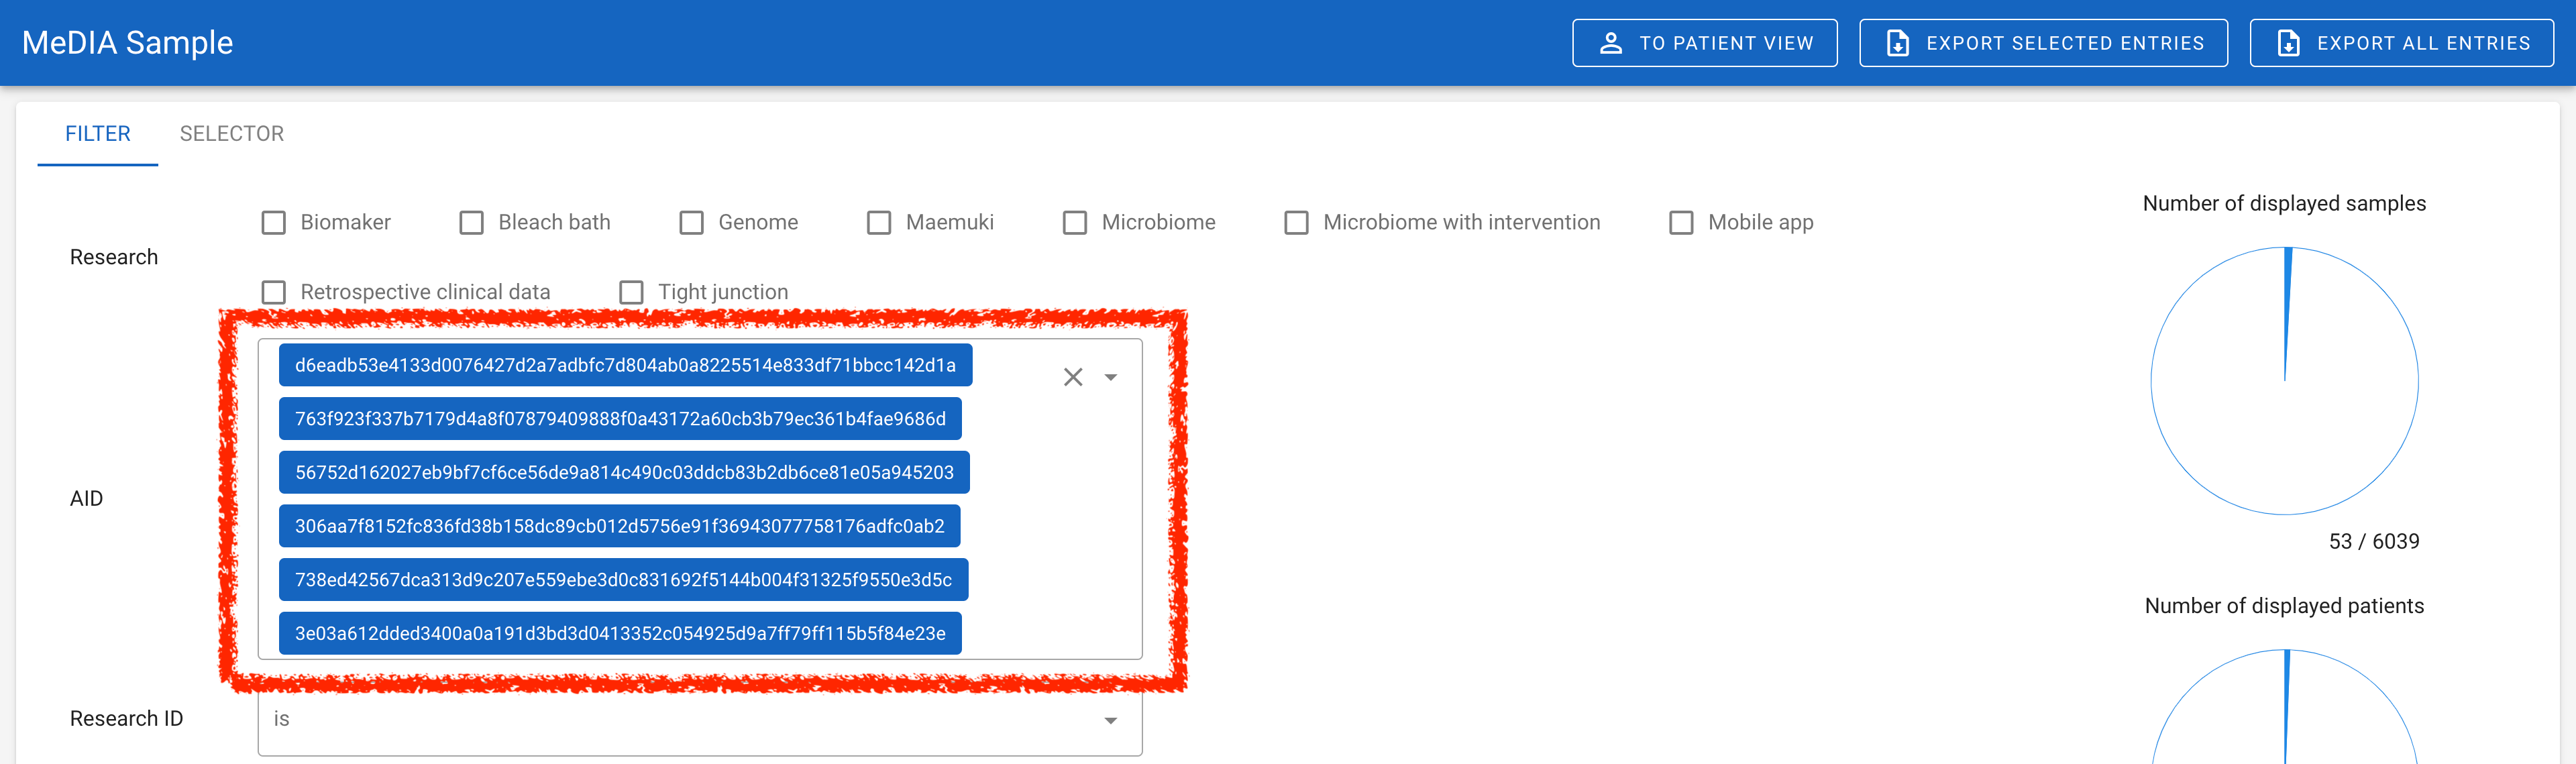 MeDIA Sample
TO PATIENT VIEW
EXPORT SELECTED ENTRIES
EXPORT ALL ENTRIES
FILTER
SELECTOR
Research
Biomaker
Bleach bath
Genome
Maemuki
Microbiome
Microbiome with intervention
Mobile app
Retrospective clinical data
Tight junction
AID
d6eadb53e4133d0076427d2a7adbfc7d804ab0a8225514e833df71bbcc142d1a
763f923f337b7179d4a8f07879409888f0a43172a60cb3b79ec361b4fae9686d
56752d162027eb9bf7cf6ce56de9a814c490c03ddcb83b2db6ce81e05a945203
306aa7f8152fc836fd38b158dc89cb012d5756e91f36943077758176adfc0ab2
738ed42567dca313d9c207e559ebe3d0c831692f5144b004f31325f9550e3d5c
3e03a612dded3400a0a191d3bd3d0413352c054925d9a7ff79ff115b5f84e23e
Research ID
is
Number of displayed samples
53 / 6039
Number of displayed patients